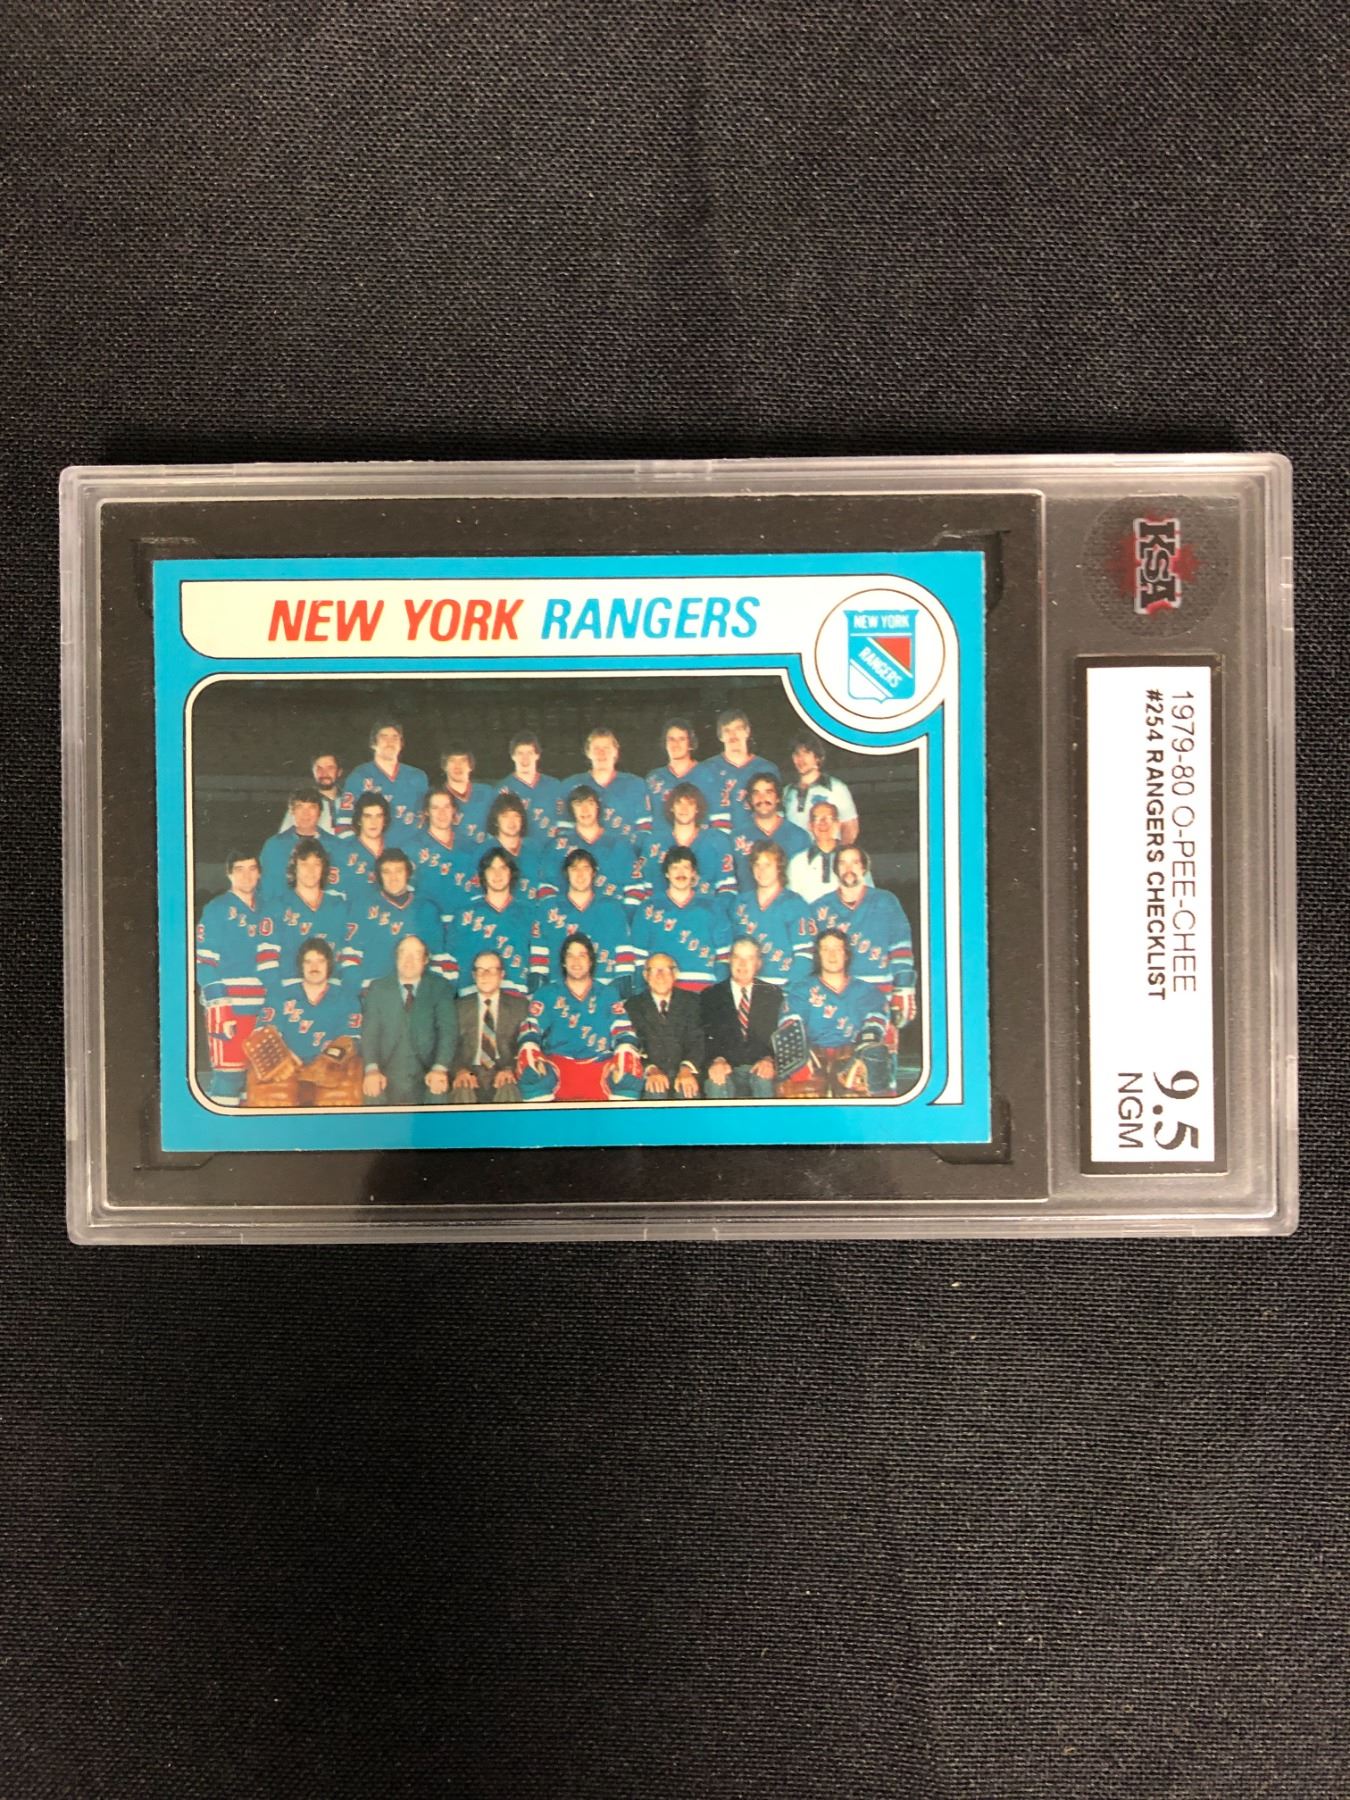 NEW YORK RANGERS
NEW YORK
RANGERS
KSA
1979-80 O-PEE-CHEE
#254 RANGERS CHECKLIST
9.5
NGM